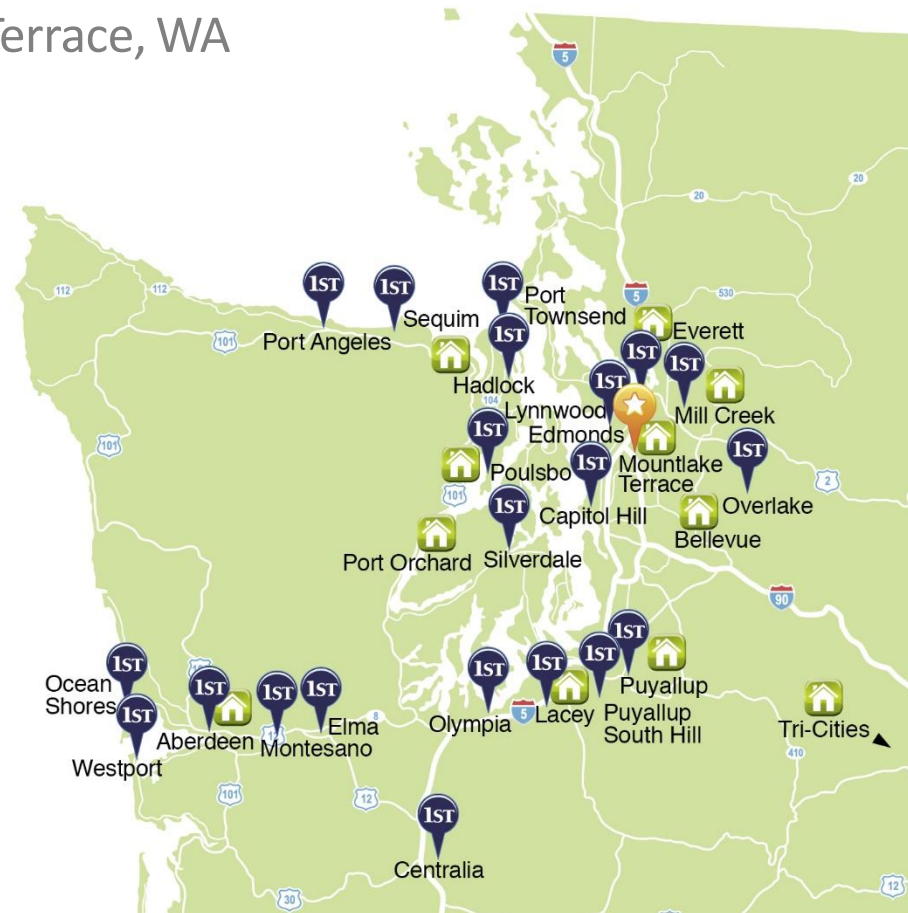 Terrace, WA
5
20
20
112
112
101
1ST
1ST
1ST
Port
Townsend
5
530
Sequim
Port Angeles
1ST
Everett
1ST
1ST
1ST
Hadlock
104
Lynnwood
Mill Creek
1ST
Edmonds
101
1ST
1ST
Poulsbo
Mountlake
Terrace
2
101
1ST
Capitol Hill
Overlake
Bellevue
Port Orchard
Silverdale
90
1ST
1ST
1ST
1ST
1ST
Ocean
Shores
1ST
1ST
1ST
1ST
Puyallup
Puyallup
South Hill
Olympia
5
Lacey
8
Elma
Aberdeen
Montesano
Westport
Tri-Cities
410
101
12
1ST
Centralia
12
30